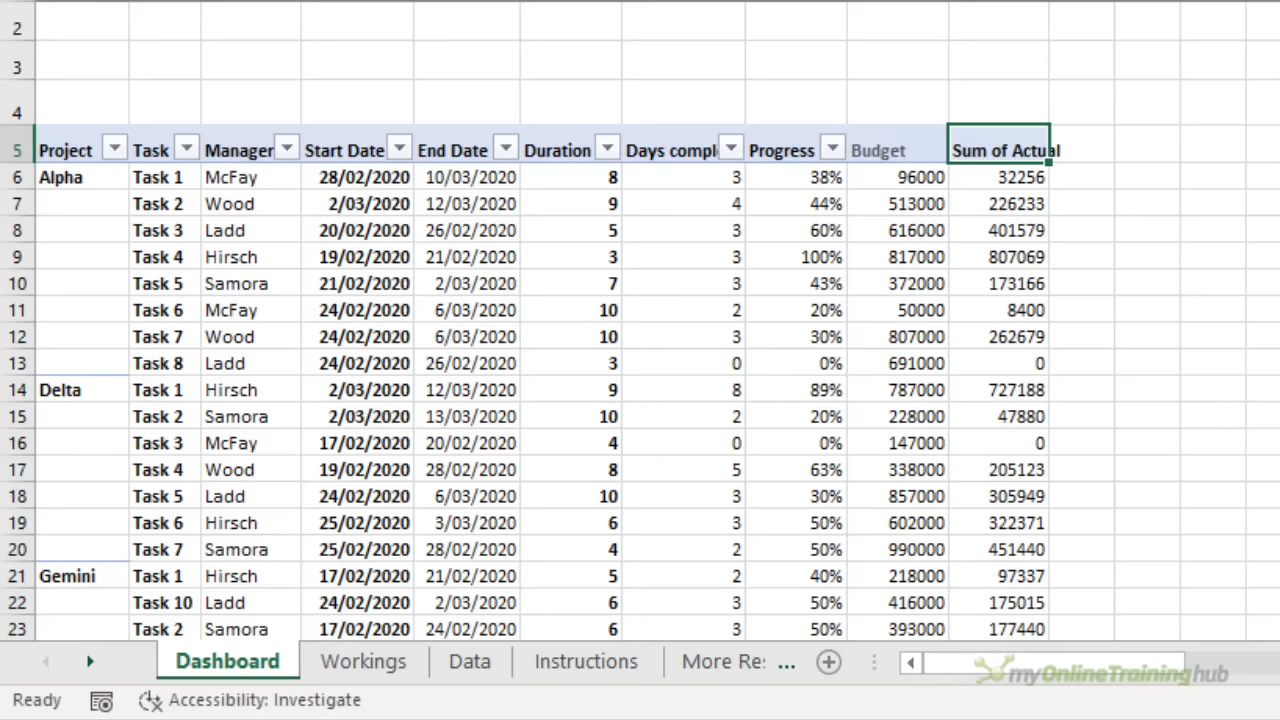 2
3
4
5 Project Task Manager Start Date End Date Duration Days compl Progress Budget Sum of Actual
6 Alpha Task 1 McFay 28/02/2020 10/03/2020 8 3 38% 96000 32256
7 Task 2 Wood 2/03/2020 12/03/2020 9 4 44% 513000 226233
8 Task 3 Ladd 20/02/2020 26/02/2020 5 3 60% 616000 401579
9 Task 4 Hirsch 19/02/2020 21/02/2020 3 3 100% 817000 807069
10 Task 5 Samora 21/02/2020 2/03/2020 7 3 43% 372000 173166
11 Task 6 McFay 24/02/2020 6/03/2020 10 2 20% 50000 8400
12 Task 7 Wood 24/02/2020 6/03/2020 10 3 30% 807000 262679
13 Task 8 Ladd 24/02/2020 26/02/2020 3 0 0% 691000 0
14 Delta Task 1 Hirsch 2/03/2020 12/03/2020 9 8 89% 787000 727188
15 Task 2 Samora 2/03/2020 13/03/2020 10 2 20% 228000 47880
16 Task 3 McFay 17/02/2020 20/02/2020 4 0 0% 147000 0
17 Task 4 Wood 19/02/2020 28/02/2020 8 5 63% 338000 205123
18 Task 5 Ladd 24/02/2020 6/03/2020 10 3 30% 857000 305949
19 Task 6 Hirsch 25/02/2020 3/03/2020 6 3 50% 602000 322371
20 Task 7 Samora 25/02/2020 28/02/2020 4 2 50% 990000 451440
21 Gemini Task 1 Hirsch 17/02/2020 21/02/2020 5 2 40% 218000 97337
22 Task 10 Ladd 24/02/2020 2/03/2020 6 3 50% 416000 175015
23 Task 2 Samora 17/02/2020 24/02/2020 6 3 50% 393000 177440
Dashboard Workings Data Instructions More Re: ...
myOnlineTraininghub
Ready Accessibility: Investigate